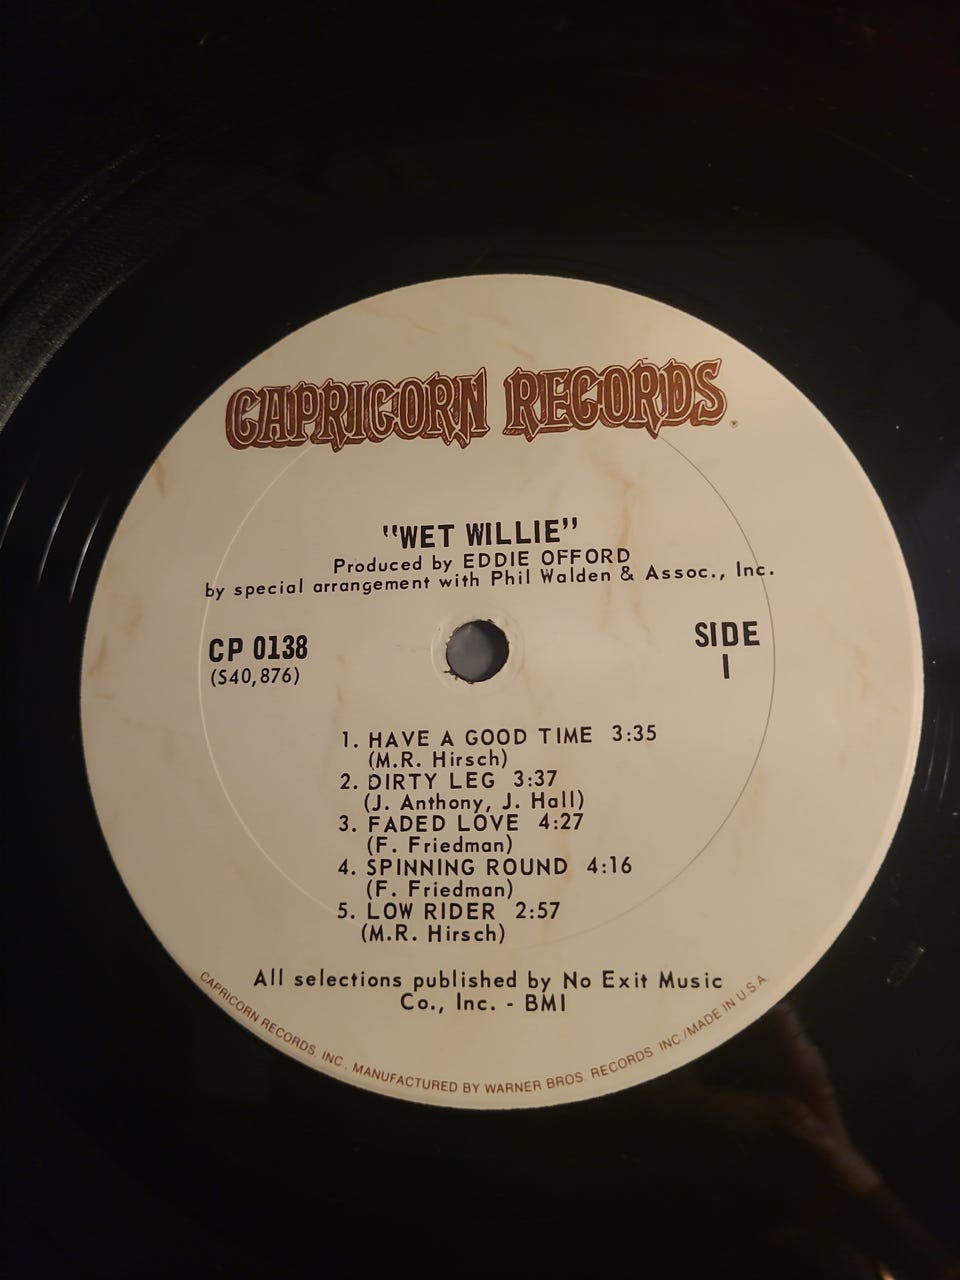 CAPRICORN RECORDS®
"WET WILLIE"
Produced by EDDIE OFFORD
by special arrangement with Phil Walden & Assoc., Inc.
CP 0138
(S40,876)
SIDE
1
1. HAVE A GOOD TIME 3:35
(M.R. Hirsch)
2. DIRTY LEG 3:37
(J. Anthony, J. Hall)
3. FADED LOVE 4:27
(F. Friedman)
4. SPINNING ROUND 4:16
(F. Friedman)
5. LOW RIDER 2:57
(M.R. Hirsch)
All selections published by No Exit Music
Co., Inc. - BMI
CAPRICORN RECORDS, INC., MANUFACTURED BY WARNER BROS. RECORDS INC./MADE IN U.S.A.